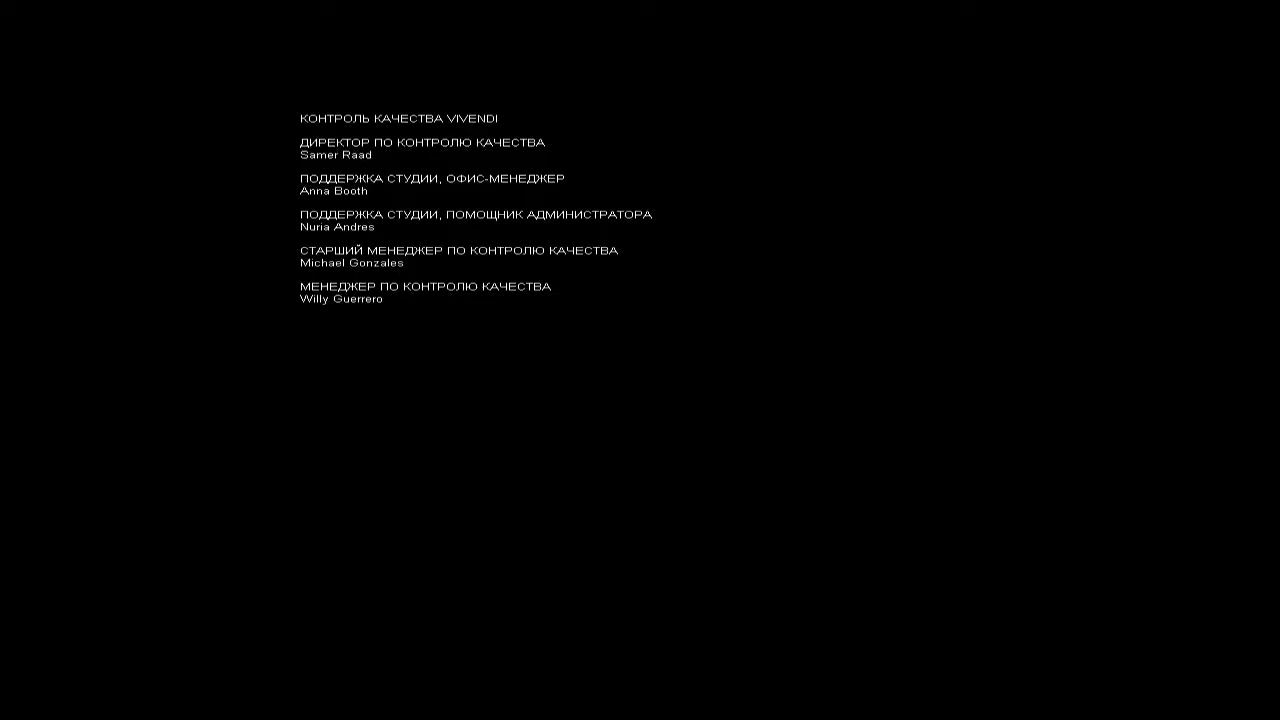 КОНТРОЛЬ КАЧЕСТВА VIVENDI
ДИРЕКТОР ПО КОНТРОЛЮ КАЧЕСТВА
Samer Raad
ПОДДЕРЖКА СТУДИИ, ОФИС-МЕНЕДЖЕР
Anna Booth
ПОДДЕРЖКА СТУДИИ, ПОМОЩНИК АДМИНИСТРАТОРА
Nuria Andres
СТАРШИЙ МЕНЕДЖЕР ПО КОНТРОЛЮ КАЧЕСТВА
Michael Gonzales
МЕНЕДЖЕР ПО КОНТРОЛЮ КАЧЕСТВА
Willy Guerrero